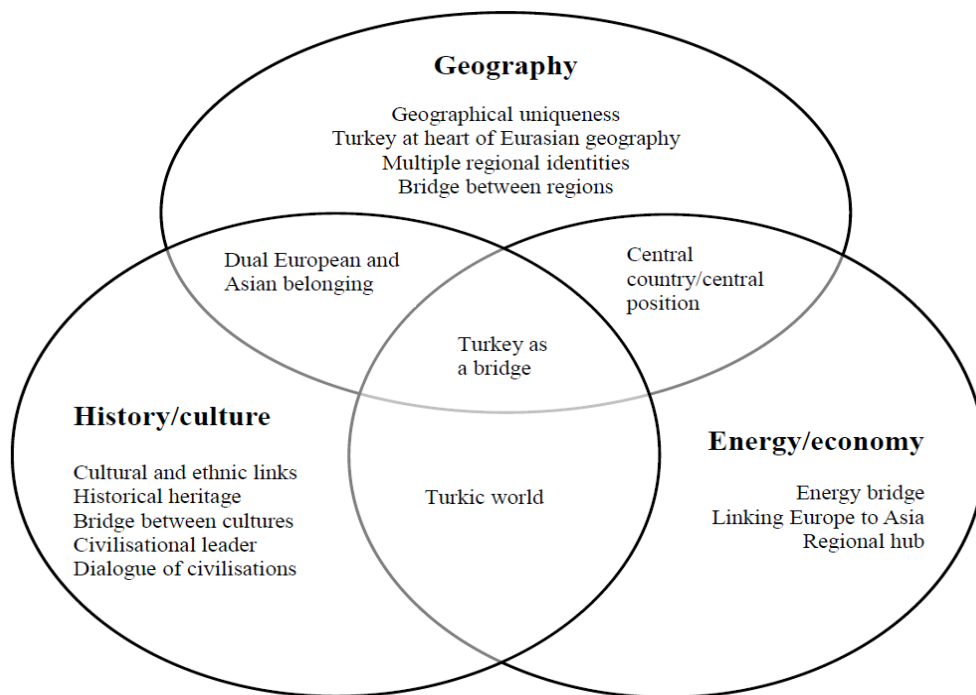 Geography
Geographical uniqueness
Turkey at heart of Eurasian geography
Multiple regional identities
Bridge between regions
Dual European and
Asian belonging
Central
country/central
position
Turkey as
a bridge
History/culture
Cultural and ethnic links
Historical heritage
Bridge between cultures
Civilisational leader
Dialogue of civilisations
Turkic world
Energy/economy
Energy bridge
Linking Europe to Asia
Regional hub